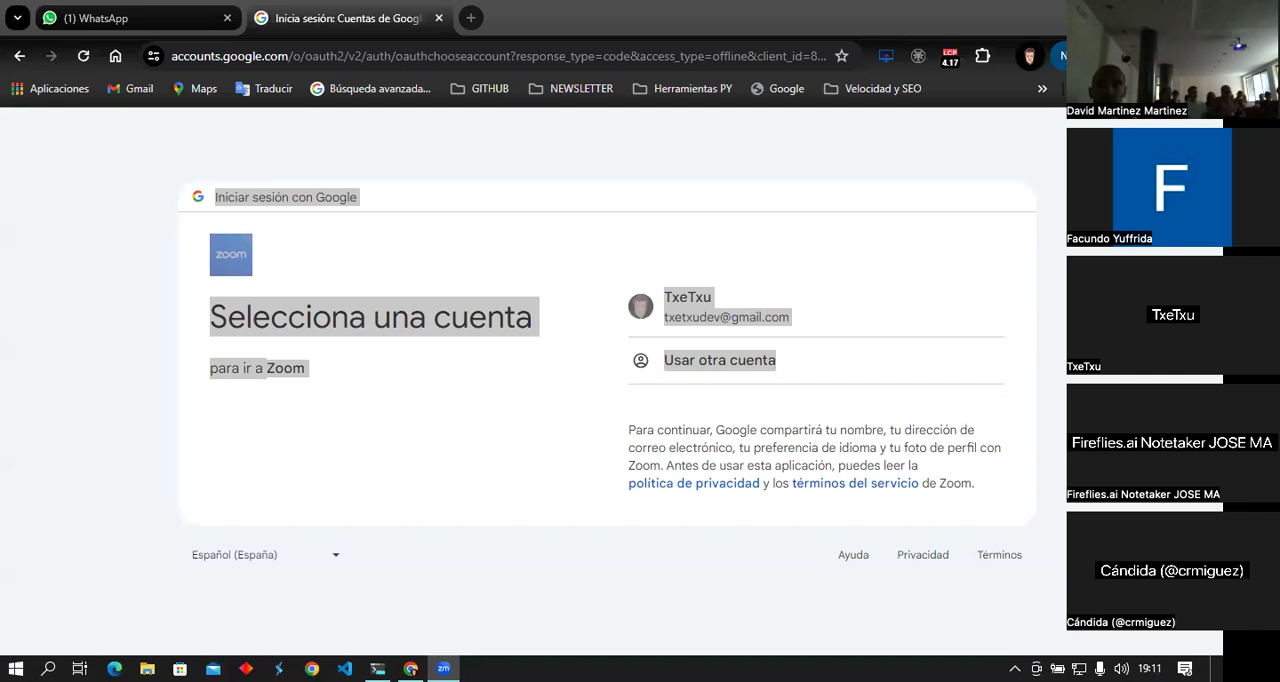 (1) WhatsApp
Inicia sesión: Cuentas de Goog
accounts.google.com/o/oauth2/v2/auth/oauthchooseaccount?response_type=code&access_type=offline&client_id=8...
LCP
4.17
N
Aplicaciones
Gmail
Maps
Traducir
Búsqueda avanzada...
GITHUB
NEWSLETTER
Herramientas PY
Google
Velocidad y SEO
»
Iniciar sesión con Google
zoom
Selecciona una cuenta
para ir a Zoom
TxeTxu
txetxudev@gmail.com
Usar otra cuenta
Para continuar, Google compartirá tu nombre, tu dirección de
correo electrónico, tu preferencia de idioma y tu foto de perfil con
Zoom. Antes de usar esta aplicación, puedes leer la
política de privacidad y los términos del servicio de Zoom.
Español (España)
Ayuda
Privacidad
Términos
David Martinez Martinez
F
Facundo Yuffrida
TxeTxu
TxeTxu
Fireflies.ai Notetaker JOSE MA
Fireflies.ai Notetaker JOSE MA
Cándida (@crmiguez)
Cándida (@crmiguez)
zm
19:11